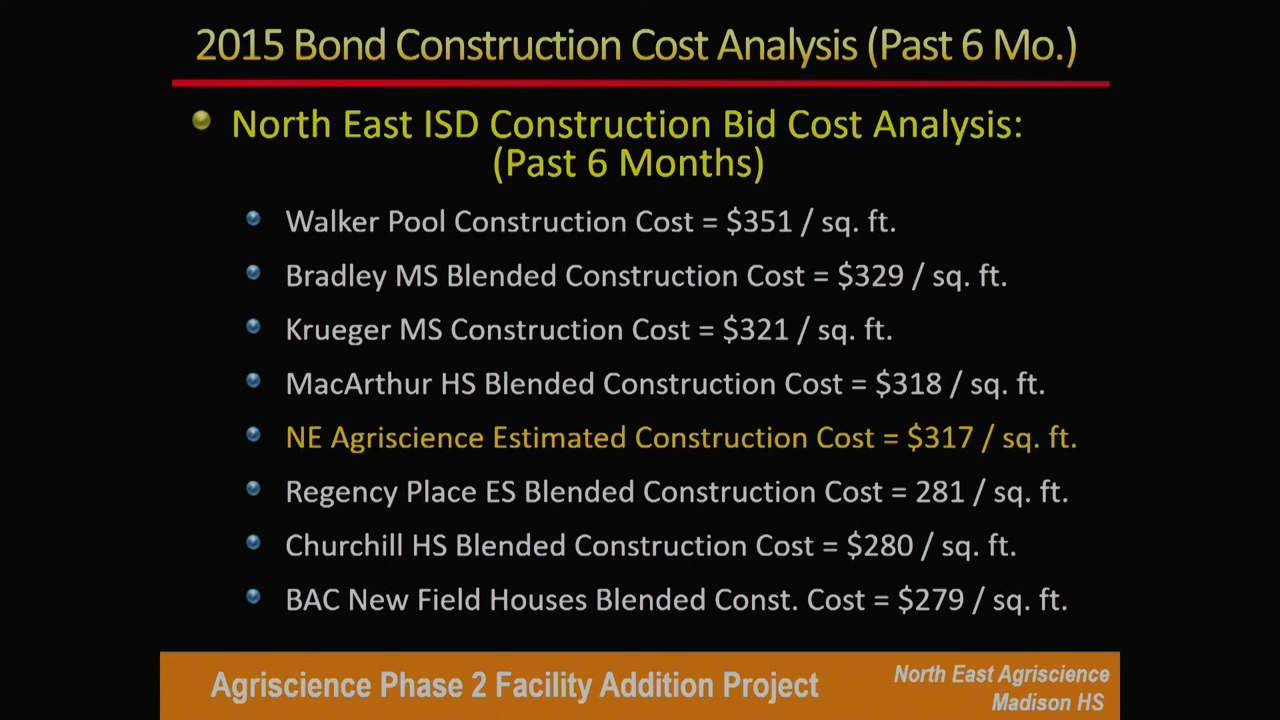 2015 Bond Construction Cost Analysis (Past 6 Mo.)
North East ISD Construction Bid Cost Analysis:
(Past 6 Months)
Walker Pool Construction Cost = $351 / sq. ft.
Bradley MS Blended Construction Cost = $329 / sq. ft.
Krueger MS Construction Cost = $321 / sq. ft.
MacArthur HS Blended Construction Cost = $318 / sq. ft.
NE Agriscience Estimated Construction Cost = $317 / sq. ft.
Regency Place ES Blended Construction Cost = 281 / sq. ft.
Churchill HS Blended Construction Cost = $280 / sq. ft.
BAC New Field Houses Blended Const. Cost = $279 / sq. ft.
Agriscience Phase 2 Facility Addition Project
North East Agriscience
Madison HS